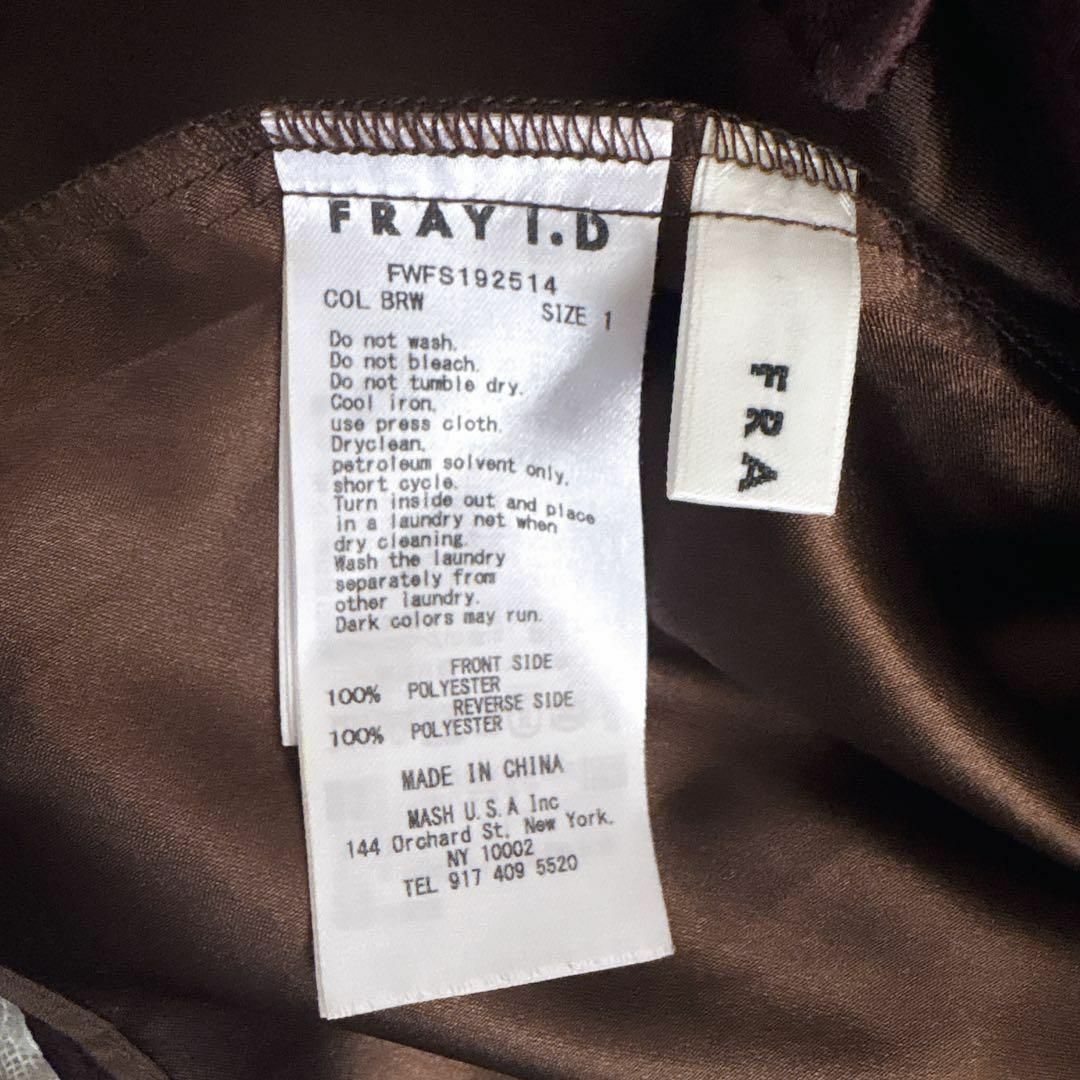 FRAY I.D
FWFS192514
COL BRW SIZE 1
Do not wash.
Do not bleach.
Do not tumble dry.
Cool iron.
use press cloth.
Dryclean.
petroleum solvent only.
short cycle.
Turn inside out and place
in a laundry net when
dry cleaning.
Wash the laundry
separately from
other laundry.
Dark colors may run.
FRONT SIDE
100% POLYESTER
REVERSE SIDE
100% POLYESTER
MADE IN CHINA
MASH U.S.A Inc
144 Orchard St. New York.
NY 10002
TEL 917 409 5520
FRA